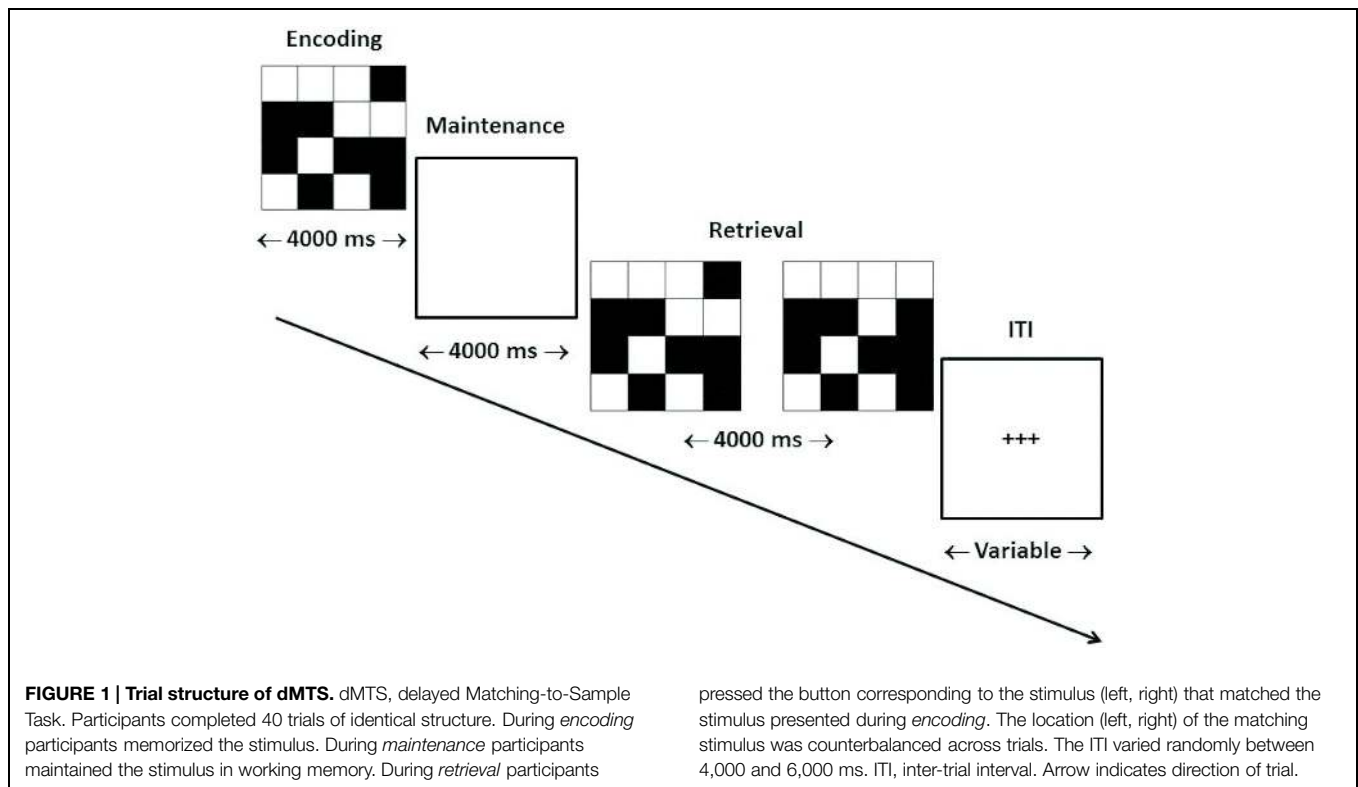 Encoding
Maintenance
← 4000 ms →
Retrieval
← 4000 ms →
ITI
← 4000 ms →
+++
← Variable →
FIGURE 1 | Trial structure of dMTS. dMTS, delayed Matching-to-Sample
Task. Participants completed 40 trials of identical structure. During encoding
participants memorized the stimulus. During maintenance participants
maintained the stimulus in working memory. During retrieval participants
pressed the button corresponding to the stimulus (left, right) that matched the
stimulus presented during encoding. The location (left, right) of the matching
stimulus was counterbalanced across trials. The ITI varied randomly between
4,000 and 6,000 ms. ITI, inter-trial interval. Arrow indicates direction of trial.